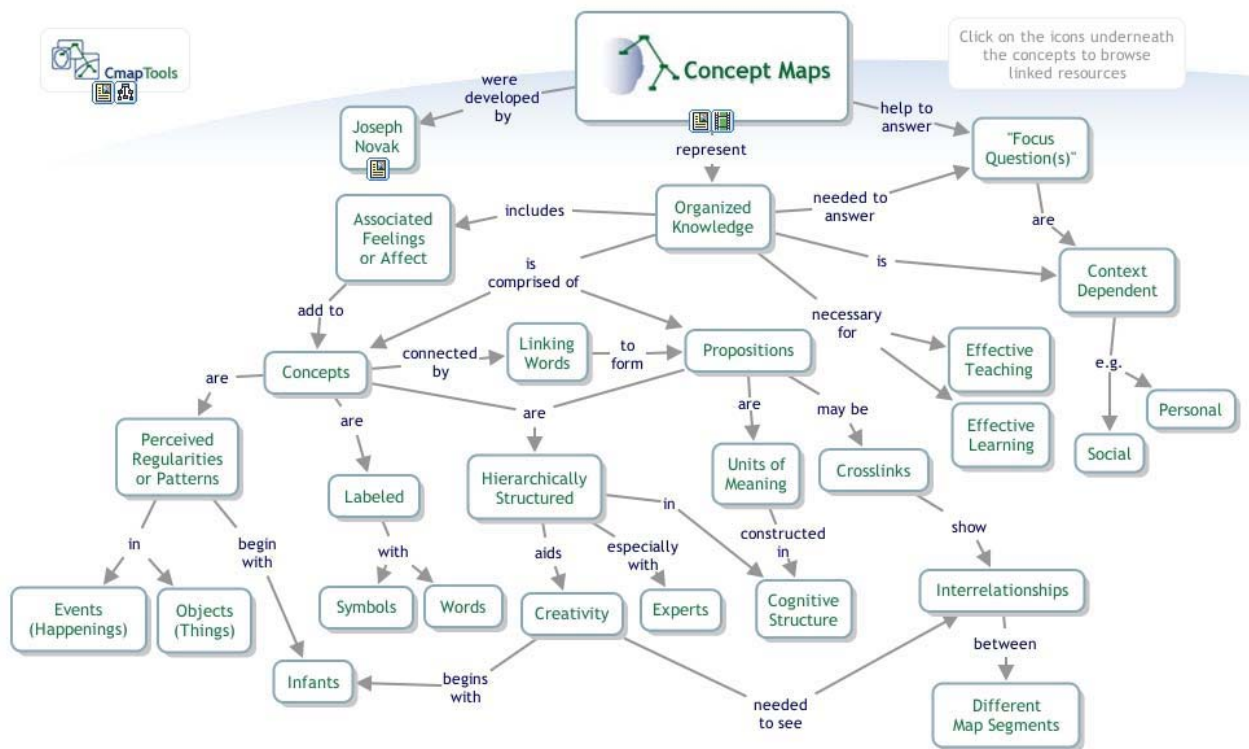 CmapTools
Concept Maps
Click on the icons underneath
the concepts to browse
linked resources
were
developed
by
help to
answer
Joseph
Novak
represent
"Focus
Question(s)"
Associated
Feelings
or Affect
includes
Organized
Knowledge
needed to
answer
are
is
comprised of
is
Context
Dependent
add to
necessary
for
Concepts
connected
by
Linking
Words
to
form
Propositions
Effective
Teaching
e.g.
Personal
are
are
are
are
may be
Effective
Learning
Social
Perceived
Regularities
or Patterns
Labeled
Hierarchically
Structured
Units of
Meaning
Crosslinks
in
in
begin
with
with
aids
especially
with
constructed
in
show
Events
(Happenings)
Objects
(Things)
Symbols
Words
Creativity
Experts
Cognitive
Structure
Interrelationships
Infants
begins
with
needed
to see
between
Different
Map Segments